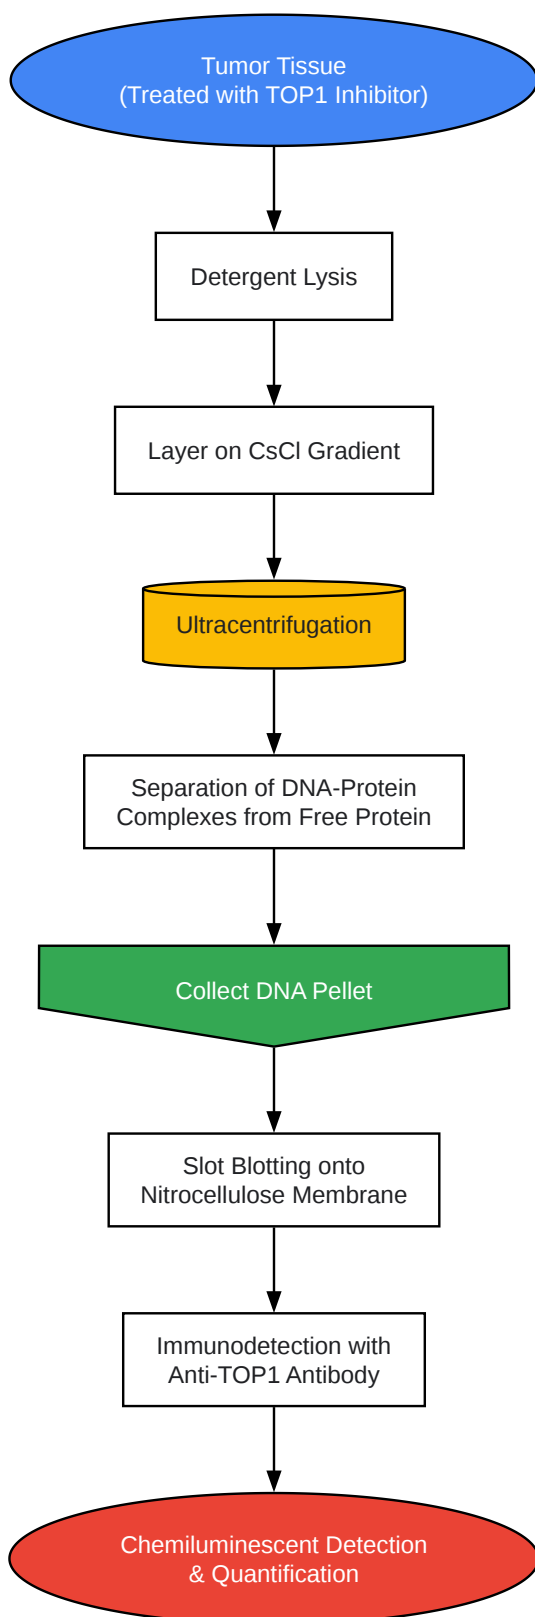 Tumor Tissue
(Treated with TOP1 Inhibitor)
Detergent Lysis
Layer on CsCl Gradient
Ultracentrifugation
Separation of DNA-Protein
Complexes from Free Protein
Collect DNA Pellet
Slot Blotting onto
Nitrocellulose Membrane
Immunodetection with
Anti-TOP1 Antibody
Chemiluminescent Detection
& Quantification